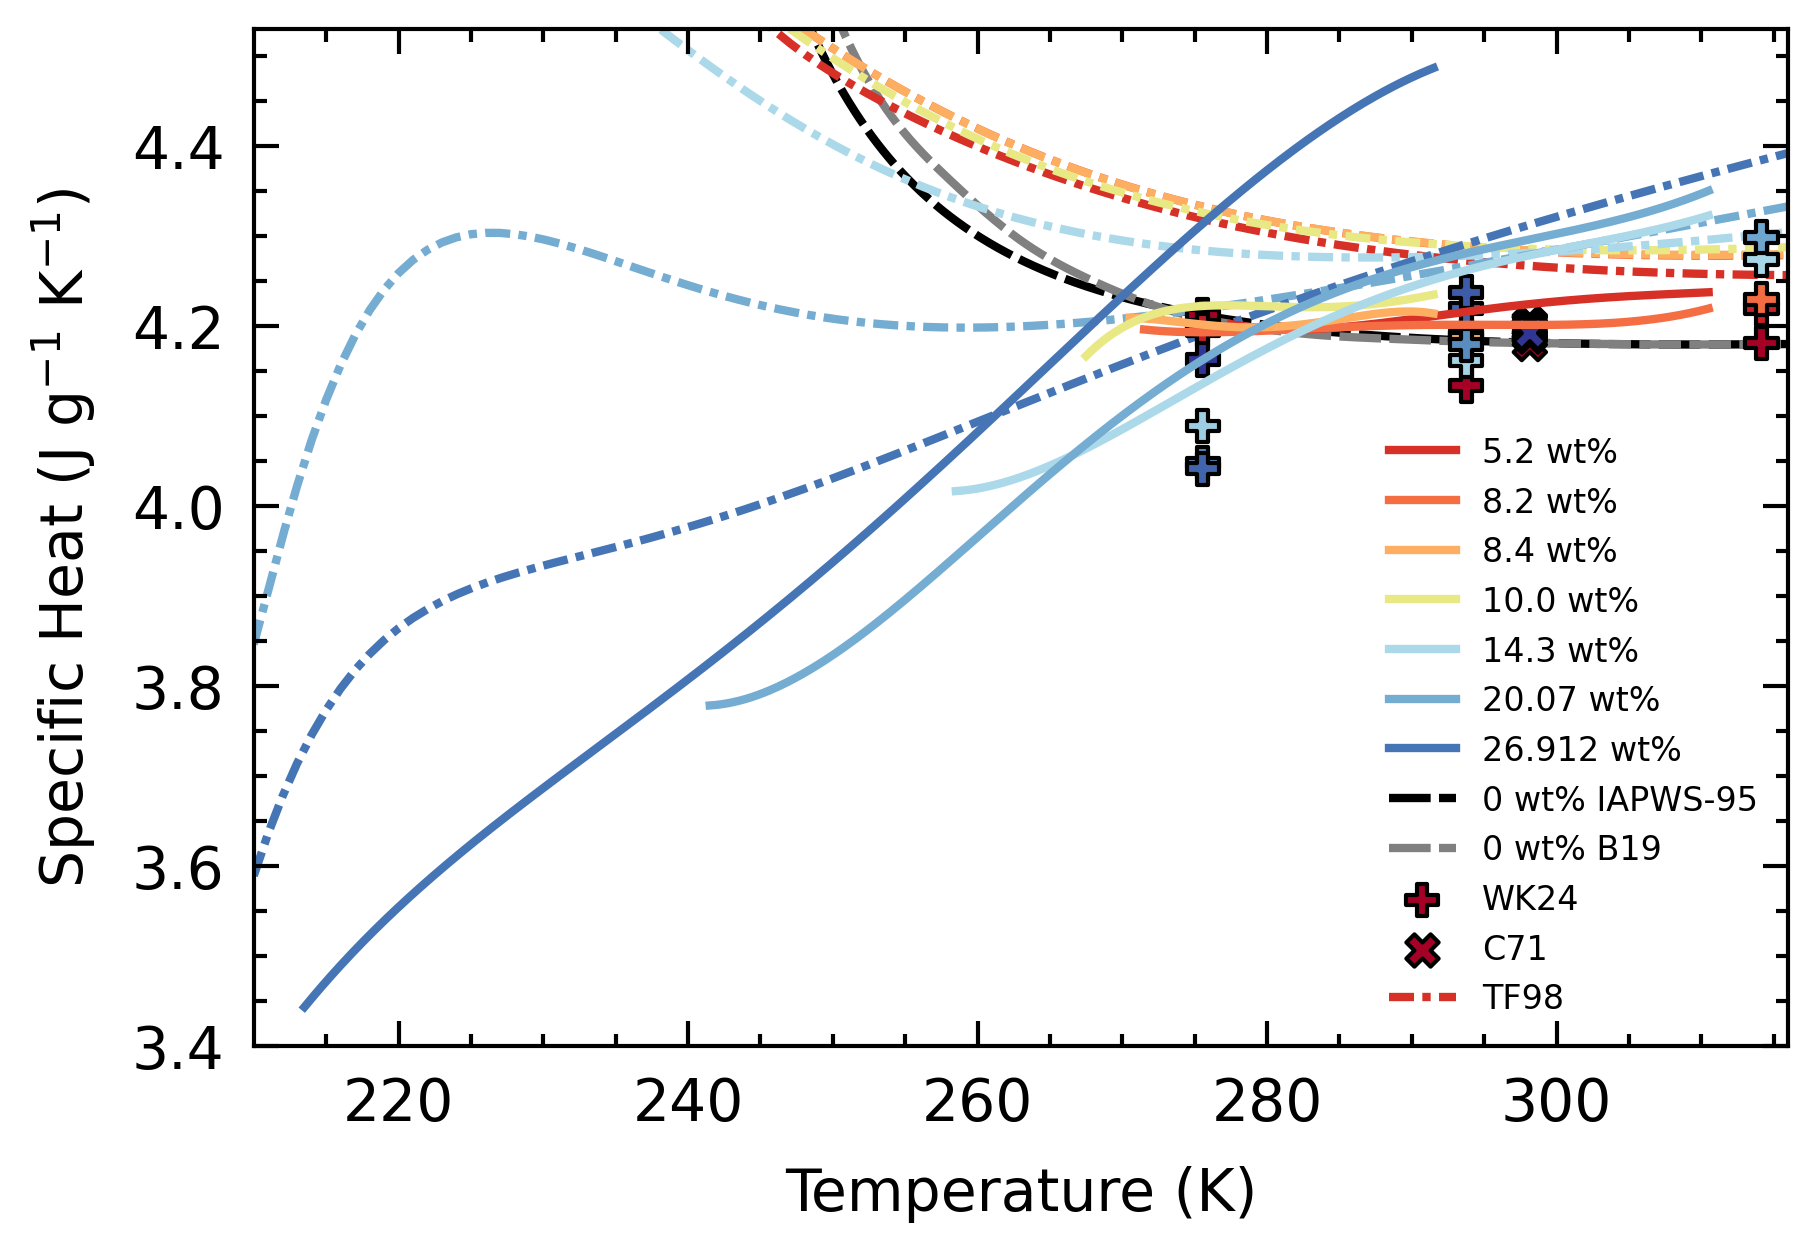 Specific Heat (J g⁻¹ K⁻¹)
4.4
4.2
4.0
3.8
3.6
3.4
5.2 wt%
8.2 wt%
8.4 wt%
10.0 wt%
14.3 wt%
20.07 wt%
26.912 wt%
0 wt% IAPWS-95
0 wt% B19
WK24
C71
TF98
220 240 260 280 300
Temperature (K)